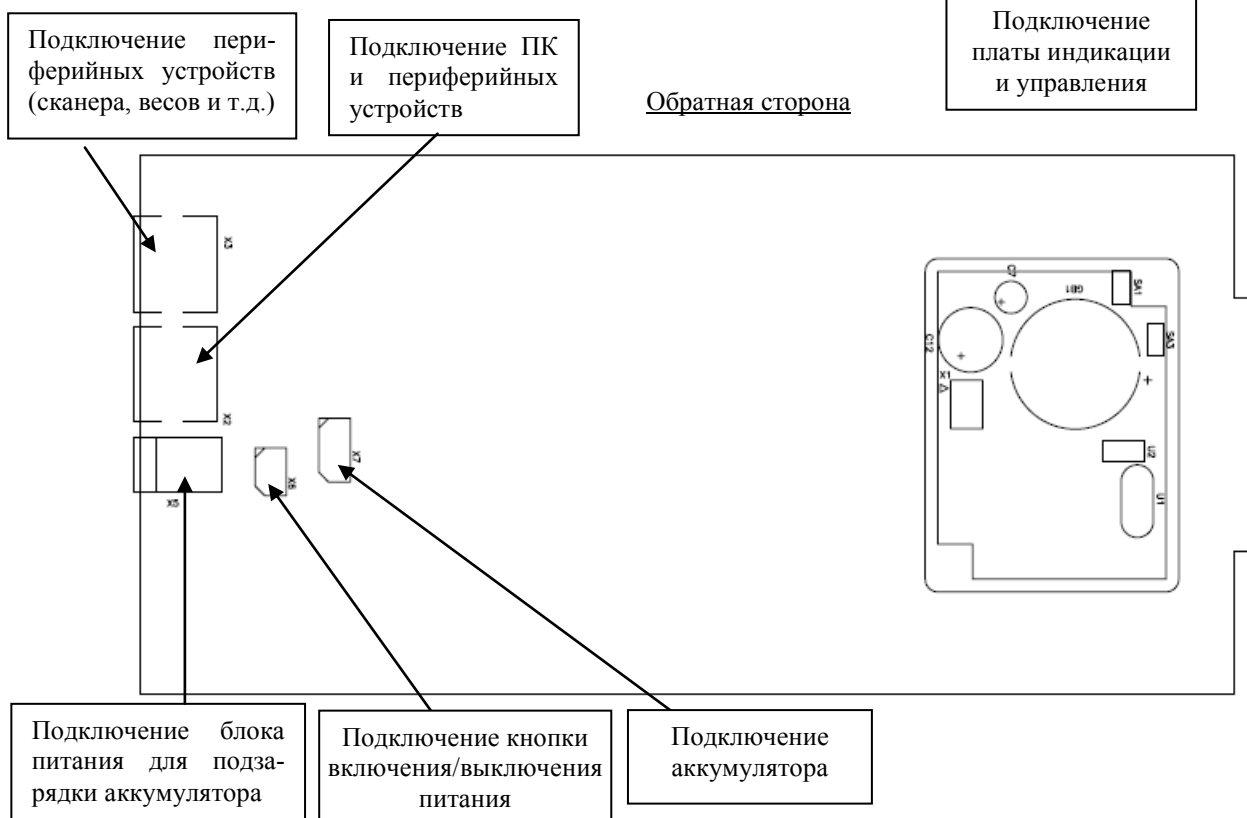 Подключение пери-
ферийных устройств
(сканера, весов и т.д.)
Подключение ПК
и периферийных
устройств
Обратная сторона
Подключение
платы индикации
и управления
X3
X2
X5
X6
X7
C7
GB1
SA1
SA3
C12
X1
U2
U1
Подключение блока
питания для подза-
рядки аккумулятора
Подключение кнопки
включения/выключения
питания
Подключение
аккумулятора